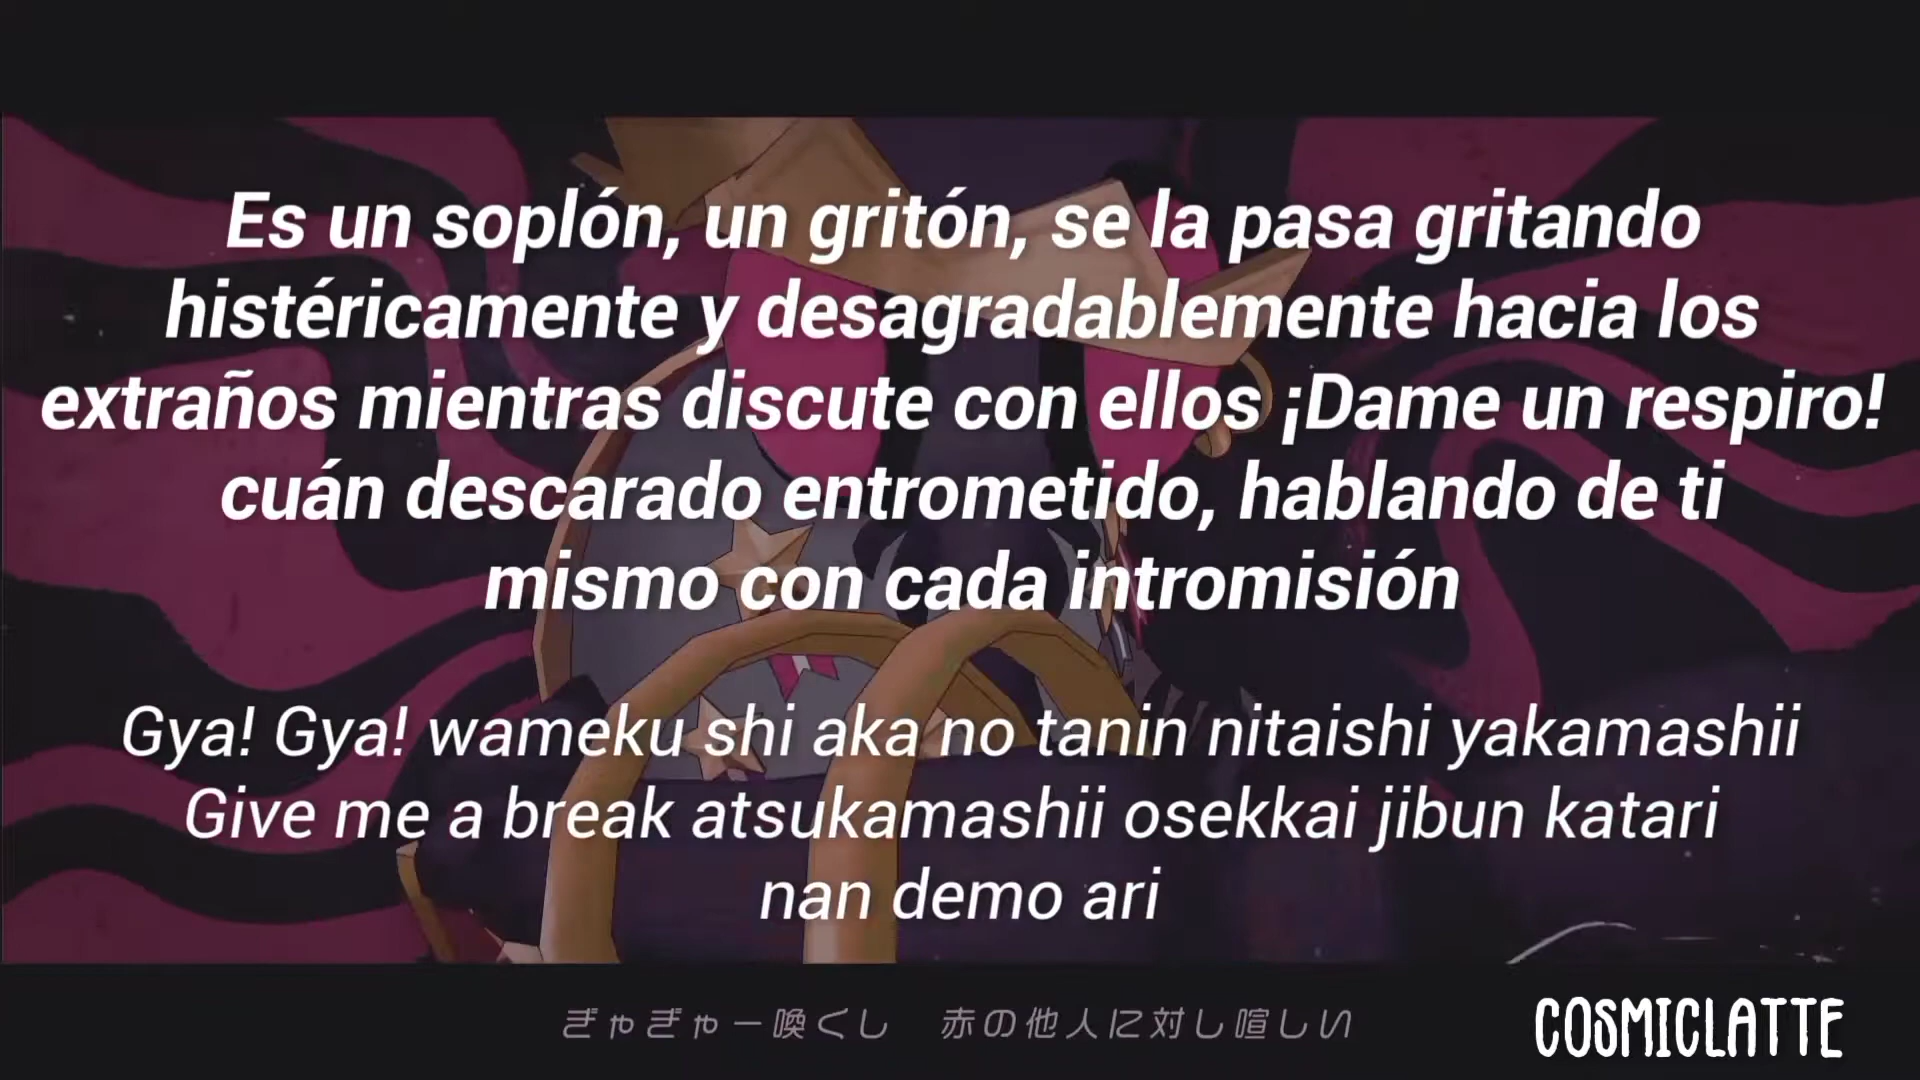 Es un soplón, un gritón, se la pasa gritando
histéricamente y desagradablemente hacia los
extraños mientras discute con ellos ¡Dame un respiro!
cuán descarado entrometido, hablando de ti
mismo con cada intromisión
Gya! Gya! wameku shi aka no tanin nitaishi yakamashii
Give me a break atsukamashii osekkai jibun katari
nan demo ari
ぎゃぎゃー喚くし 赤の他人に対し喧しい
COSMICLATTE